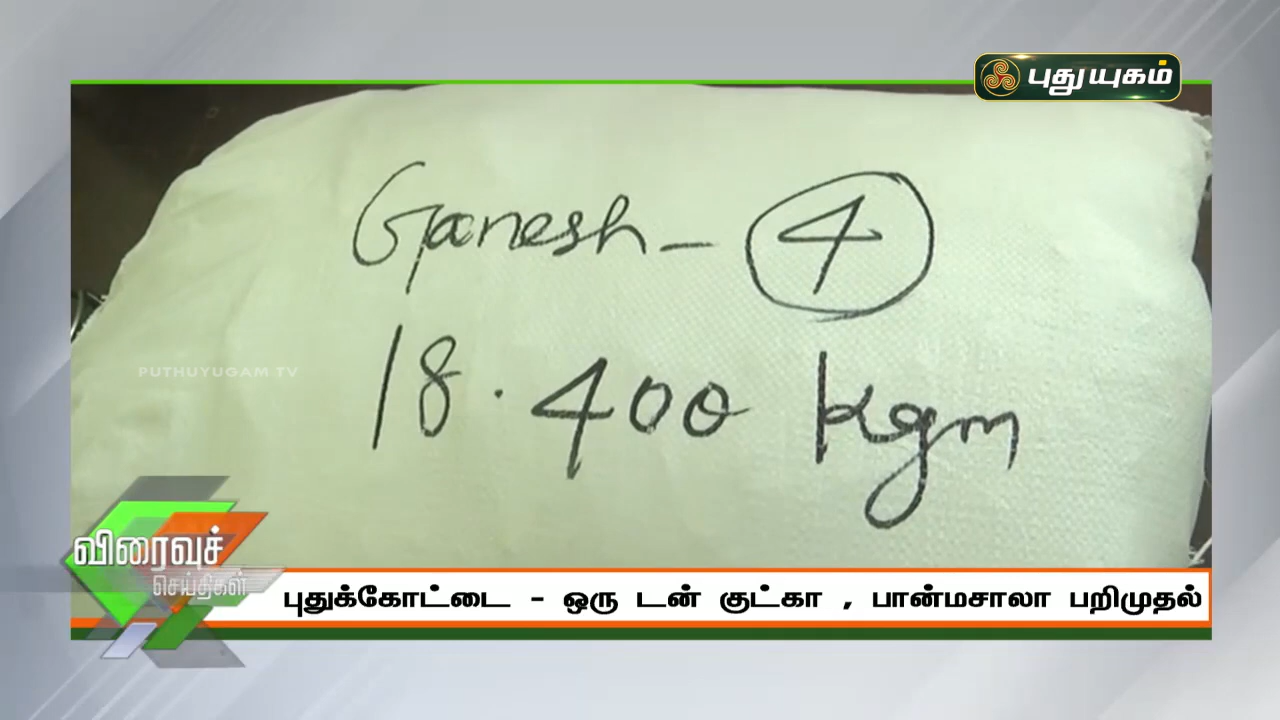 புதுயுகம்
Ganesh - 4
18.400 kgm
PUTHUYUGAM TV
விரைவுச்
செய்திகள்
புதுக்கோட்டை - ஒரு டன் குட்கா , பான்மசாலா பறிமுதல்